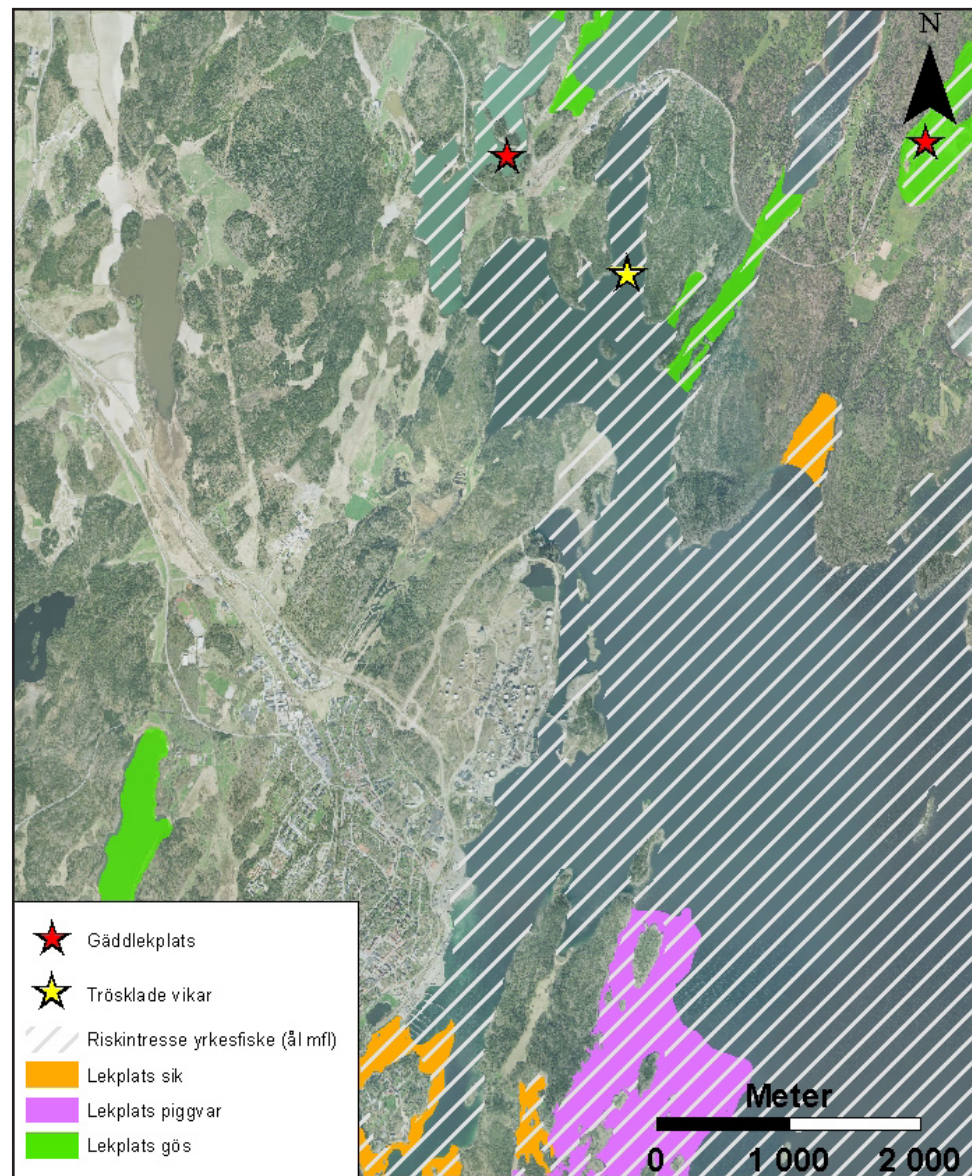 N
Gäddlekplats
Trösklade vikar
Riskintresse yrkesfiske (ål mfl)
Lekplats sik
Lekplats piggvar
Lekplats gös
Meter
0 1 000 2 000